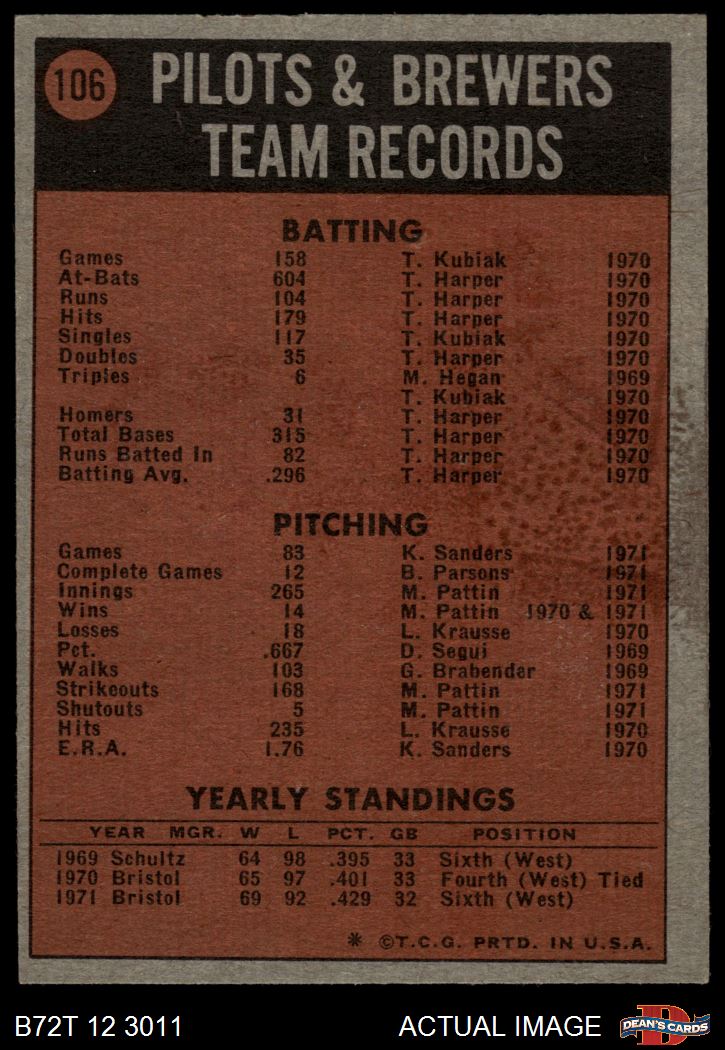 106
PILOTS & BREWERS
TEAM RECORDS
BATTING
Games 158 T. Kubiak 1970
At-Bats 604 T. Harper 1970
Runs 104 T. Harper 1970
Hits 179 T. Harper 1970
Singles 117 T. Kubiak 1970
Doubles 35 T. Harper 1970
Triples 6 M. Hegan 1969
T. Kubiak 1970
Homers 31 T. Harper 1970
Total Bases 315 T. Harper 1970
Runs Batted In 82 T. Harper 1970
Batting Avg. .296 T. Harper 1970
PITCHING
Games 83 K. Sanders 1971
Complete Games 12 B. Parsons 1971
Innings 265 M. Pattin 1971
Wins 14 M. Pattin 1970 & 1971
Losses 18 L. Krausse 1970
Pct. .667 D. Segui 1969
Walks 103 G. Brabender 1969
Strikeouts 168 M. Pattin 1971
Shutouts 5 M. Pattin 1971
Hits 235 L. Krausse 1970
E.R.A. 1.76 K. Sanders 1970
YEARLY STANDINGS
YEAR MGR. W L PCT. GB POSITION
1969 Schultz 64 98 .395 33 Sixth (West)
1970 Bristol 65 97 .401 33 Fourth (West) Tied
1971 Bristol 69 92 .429 32 Sixth (West)
* ©T.C.G. PRTD. IN U.S.A.
B72T 12 3011 ACTUAL IMAGE D DEAN'S CARDS